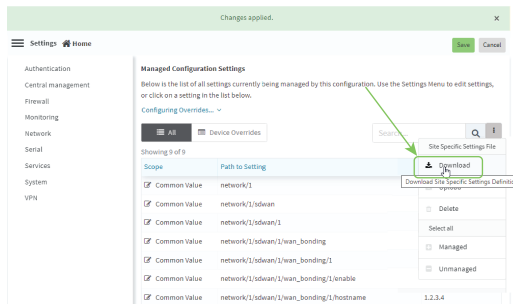 Changes applied.
×
Settings Home
Save Cancel
Authentication
Central management
Firewall
Monitoring
Network
Serial
Services
System
VPN
Managed Configuration Settings
Below is the list of all settings currently being managed by this configuration. Use the Settings Menu to edit settings,
or click on a setting in the list below.
Configuring Overrides...
All Device Overrides
Showing 9 of 9
Scope Path to Setting
Common Value network/1
Common Value network/1/sdwan
Common Value network/1/sdwan/1
Common Value network/1/sdwan/1/wan_bonding
Common Value network/1/sdwan/1/wan_bonding/1
Common Value network/1/sdwan/1/wan_bonding/1/enable
Common Value network/1/sdwan/1/wan_bonding/1/hostname 1.2.3.4
Site Specific Settings File
Download
Download Site Specific Settings Definitio
Upload
Delete
Select all
Managed
Unmanaged